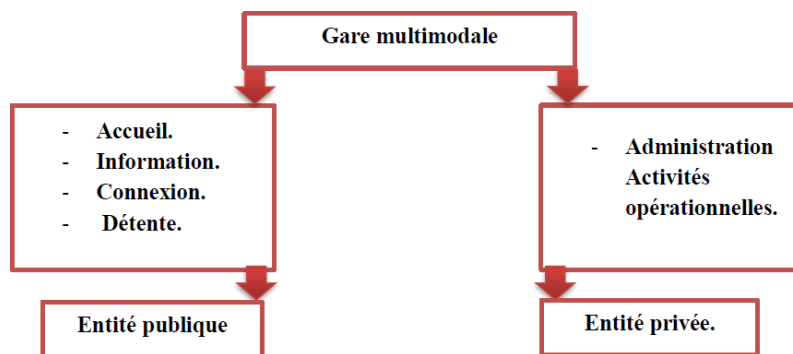 Gare multimodale
- Accueil.
- Information.
- Connexion.
- Détente.
- Administration
Activités
opérationnelles.
Entité publique
Entité privée.